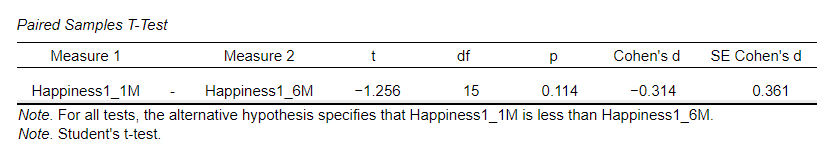 Paired Samples T-Test
Measure 1 Measure 2 t df p Cohen's d SE Cohen's d
Happiness1_1M - Happiness1_6M −1.256 15 0.114 −0.314 0.361
Note. For all tests, the alternative hypothesis specifies that Happiness1_1M is less than Happiness1_6M.
Note. Student's t-test.